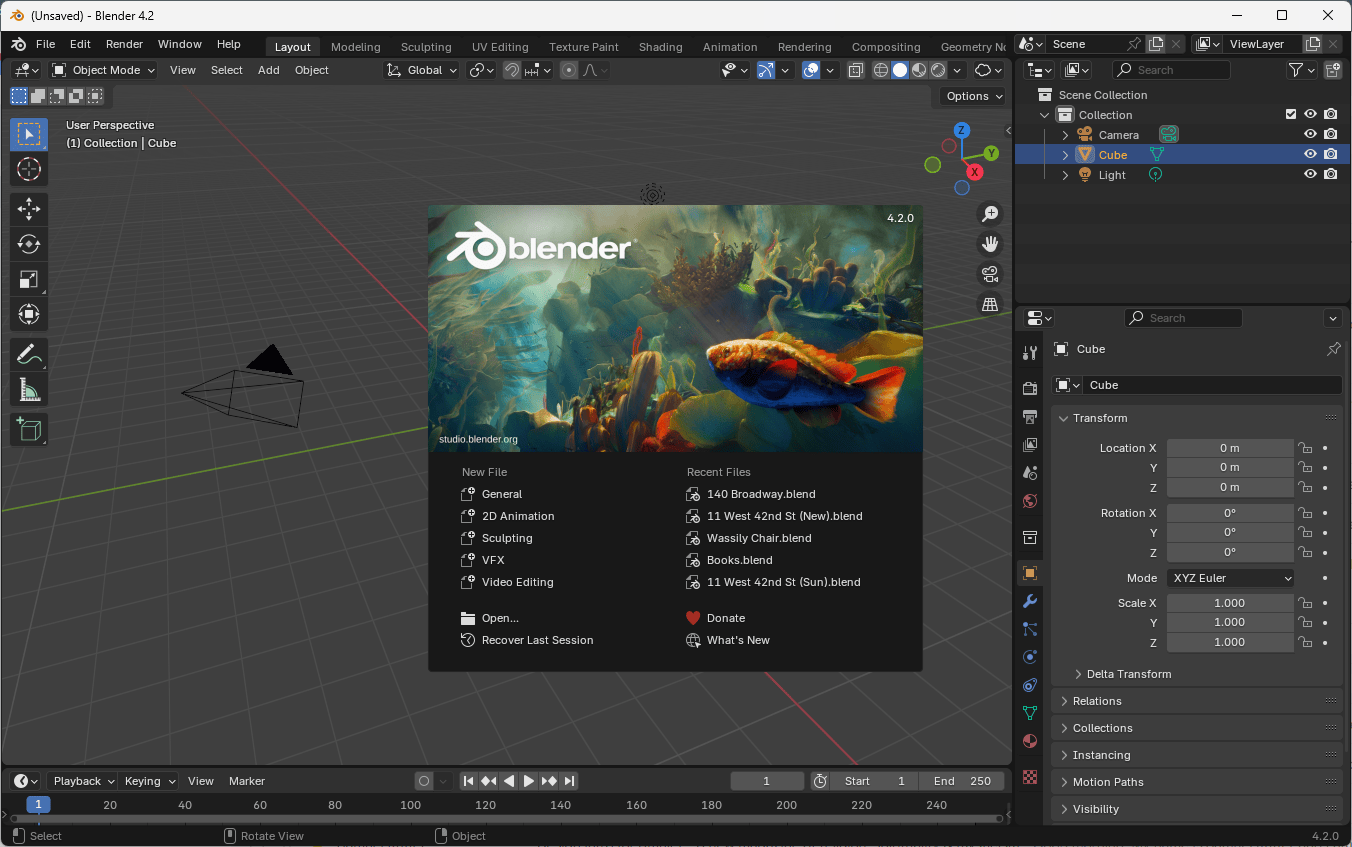 (Unsaved) - Blender 4.2
File Edit Render Window Help Layout Modeling Sculpting UV Editing Texture Paint Shading Animation Rendering Compositing Geometry No
Scene ViewLayer
Object Mode View Select Add Object Global
Search
Options
User Perspective
(1) Collection | Cube
Z
Y
X
Scene Collection
Collection
Camera
Cube
Light
4.2.0
blender
studio.blender.org
New File
General
2D Animation
Sculpting
VFX
Video Editing
Open...
Recover Last Session
Recent Files
140 Broadway.blend
11 West 42nd St (New).blend
Wassily Chair.blend
Books.blend
11 West 42nd St (Sun).blend
Donate
What's New
Search
Cube
Cube
Transform
Location X 0 m
Y 0 m
Z 0 m
Rotation X 0°
Y 0°
Z 0°
Mode XYZ Euler
Scale X 1.000
Y 1.000
Z 1.000
Delta Transform
Relations
Collections
Instancing
Motion Paths
Visibility
Playback Keying View Marker 1 Start 1 End 250
1 20 40 60 80 100 120 140 160 180 200 220 240
Select Rotate View Object 4.2.0